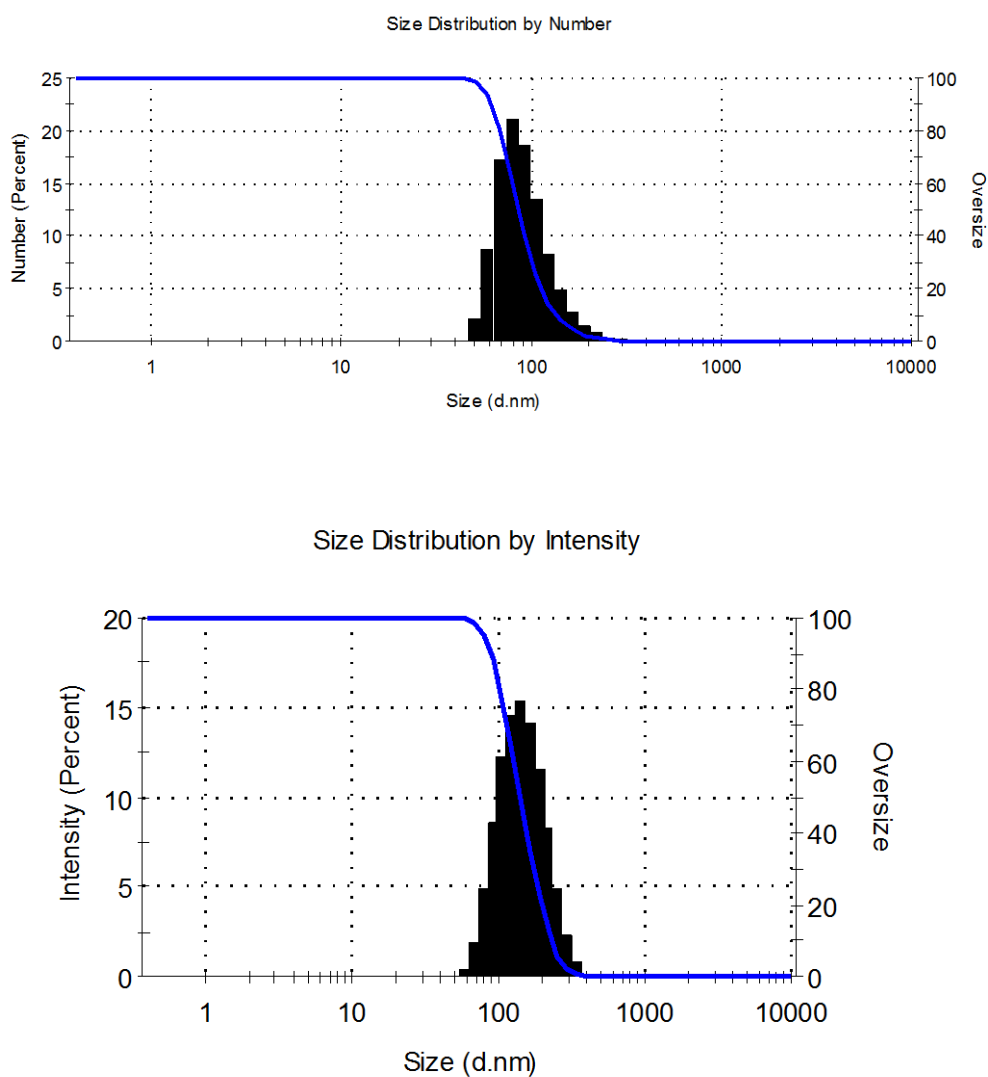 Size Distribution by Number
25
20
15
10
5
0
Number (Percent)
100
80
60
40
20
0
Oversize
1 10 100 1000 10000
Size (d.nm)
Size Distribution by Intensity
20
15
10
5
0
Intensity (Percent)
100
80
60
40
20
0
Oversize
1 10 100 1000 10000
Size (d.nm)